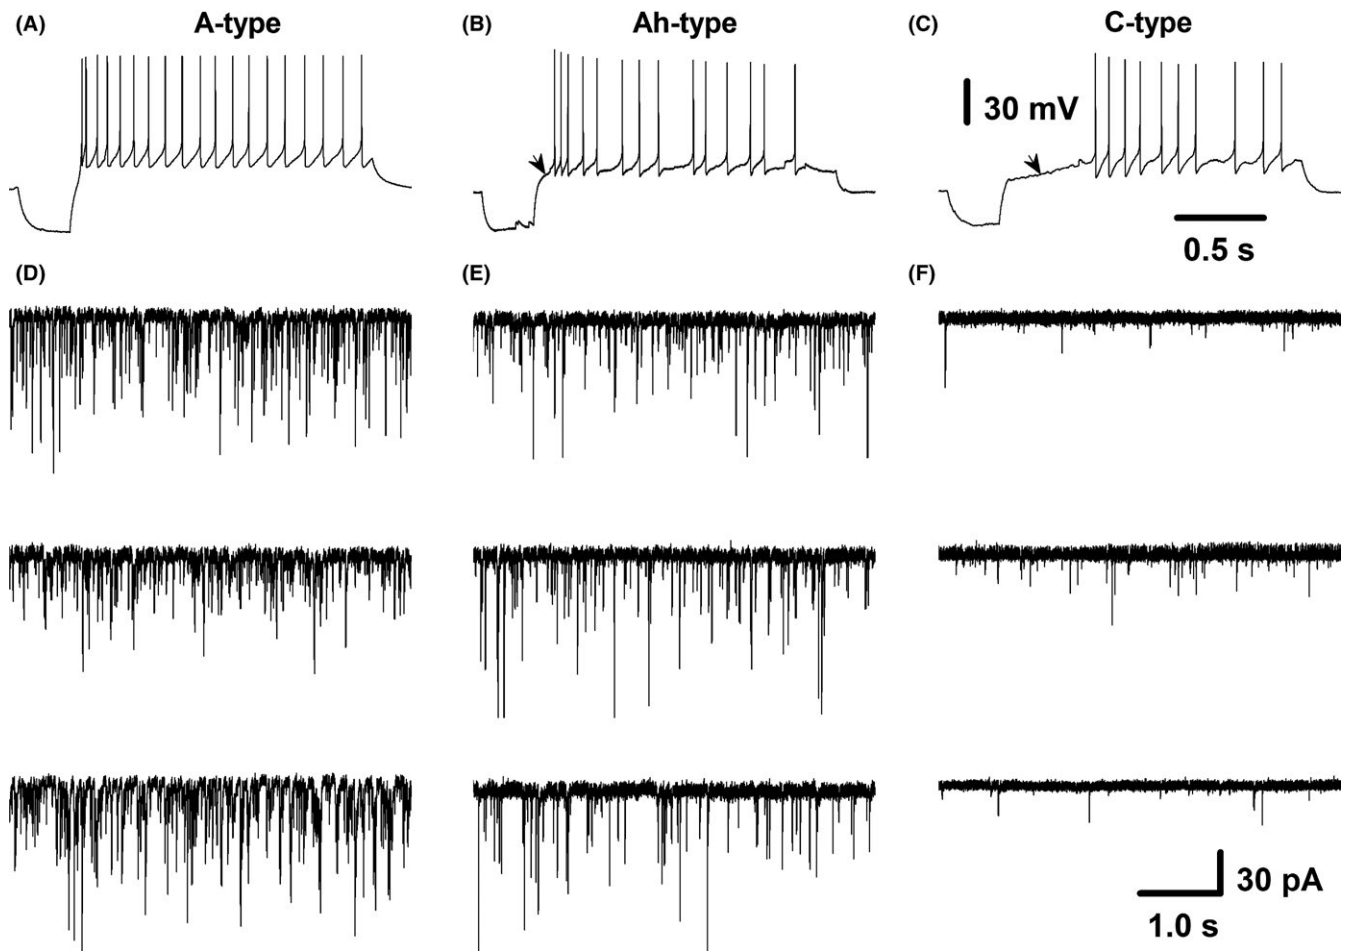 (A) A-type
(B) Ah-type
(C) C-type
30 mV
0.5 s
(D)
(E)
(F)
30 pA
1.0 s